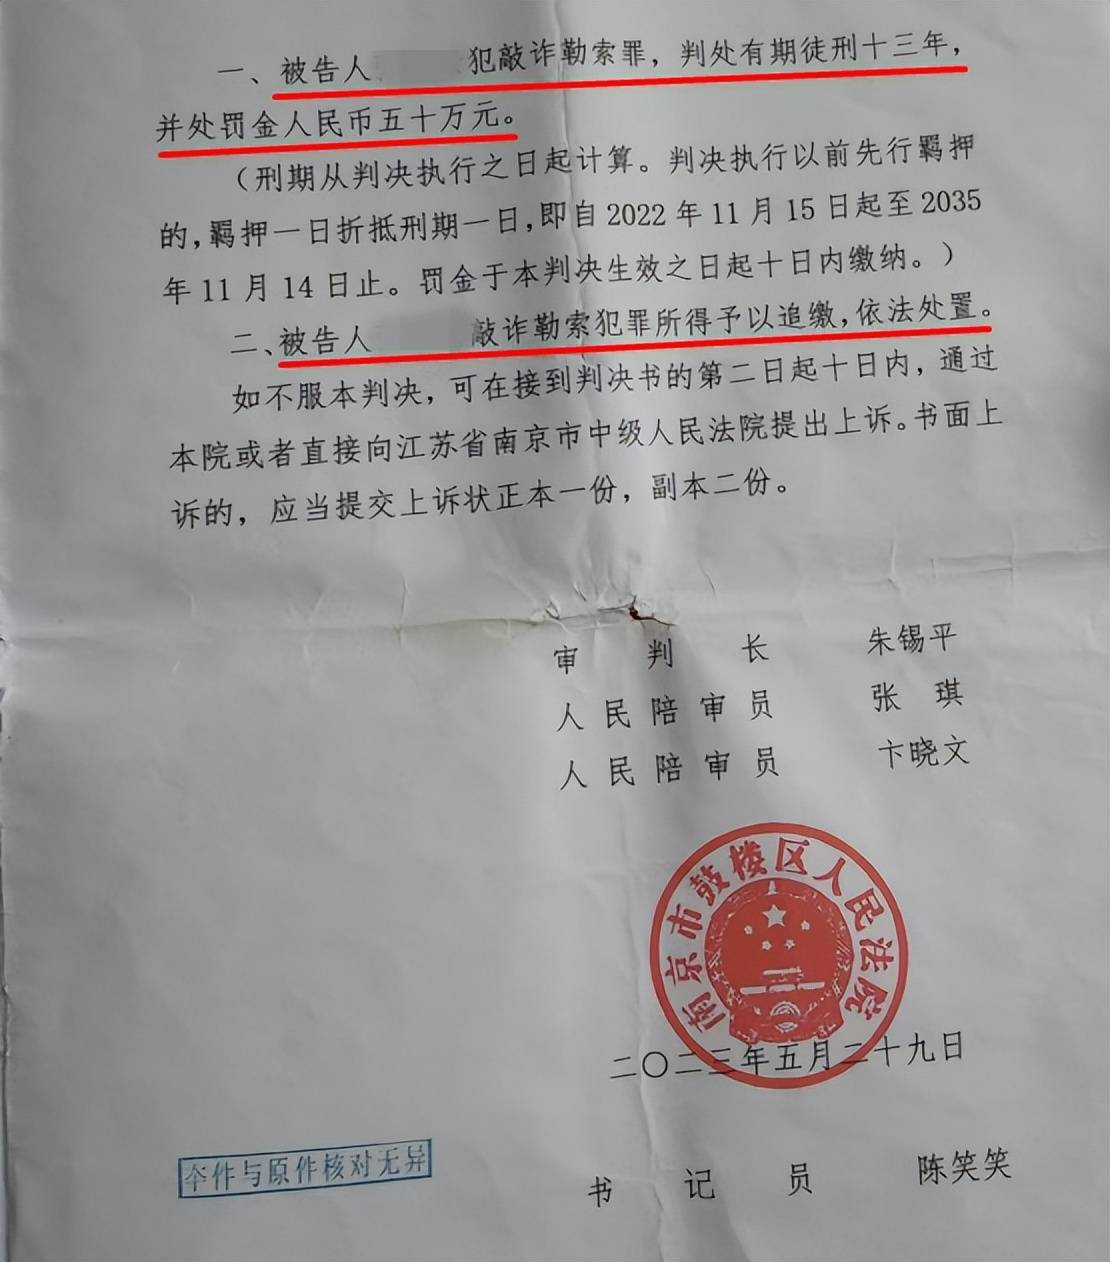 一、被告人 犯敲诈勒索罪，判处有期徒刑十三年，
并处罚金人民币五十万元。
（刑期从判决执行之日起计算。判决执行以前先行羁押
的，羁押一日折抵刑期一日，即自2022年11月15日起至2035
年11月14日止。罚金于本判决生效之日起十日内缴纳。）
二、被告人 敲诈勒索犯罪所得予以追缴，依法处置。
如不服本判决，可在接到判决书的第二日起十日内，通过
本院或者直接向江苏省南京市中级人民法院提出上诉。书面上
诉的，应当提交上诉状正本一份，副本二份。
审判长 朱锡平
人民陪审员 张琪
人民陪审员 卞晓文
南京市鼓楼区人民法院
二〇二三年五月二十九日
本件与原件核对无异
书记员 陈笑笑